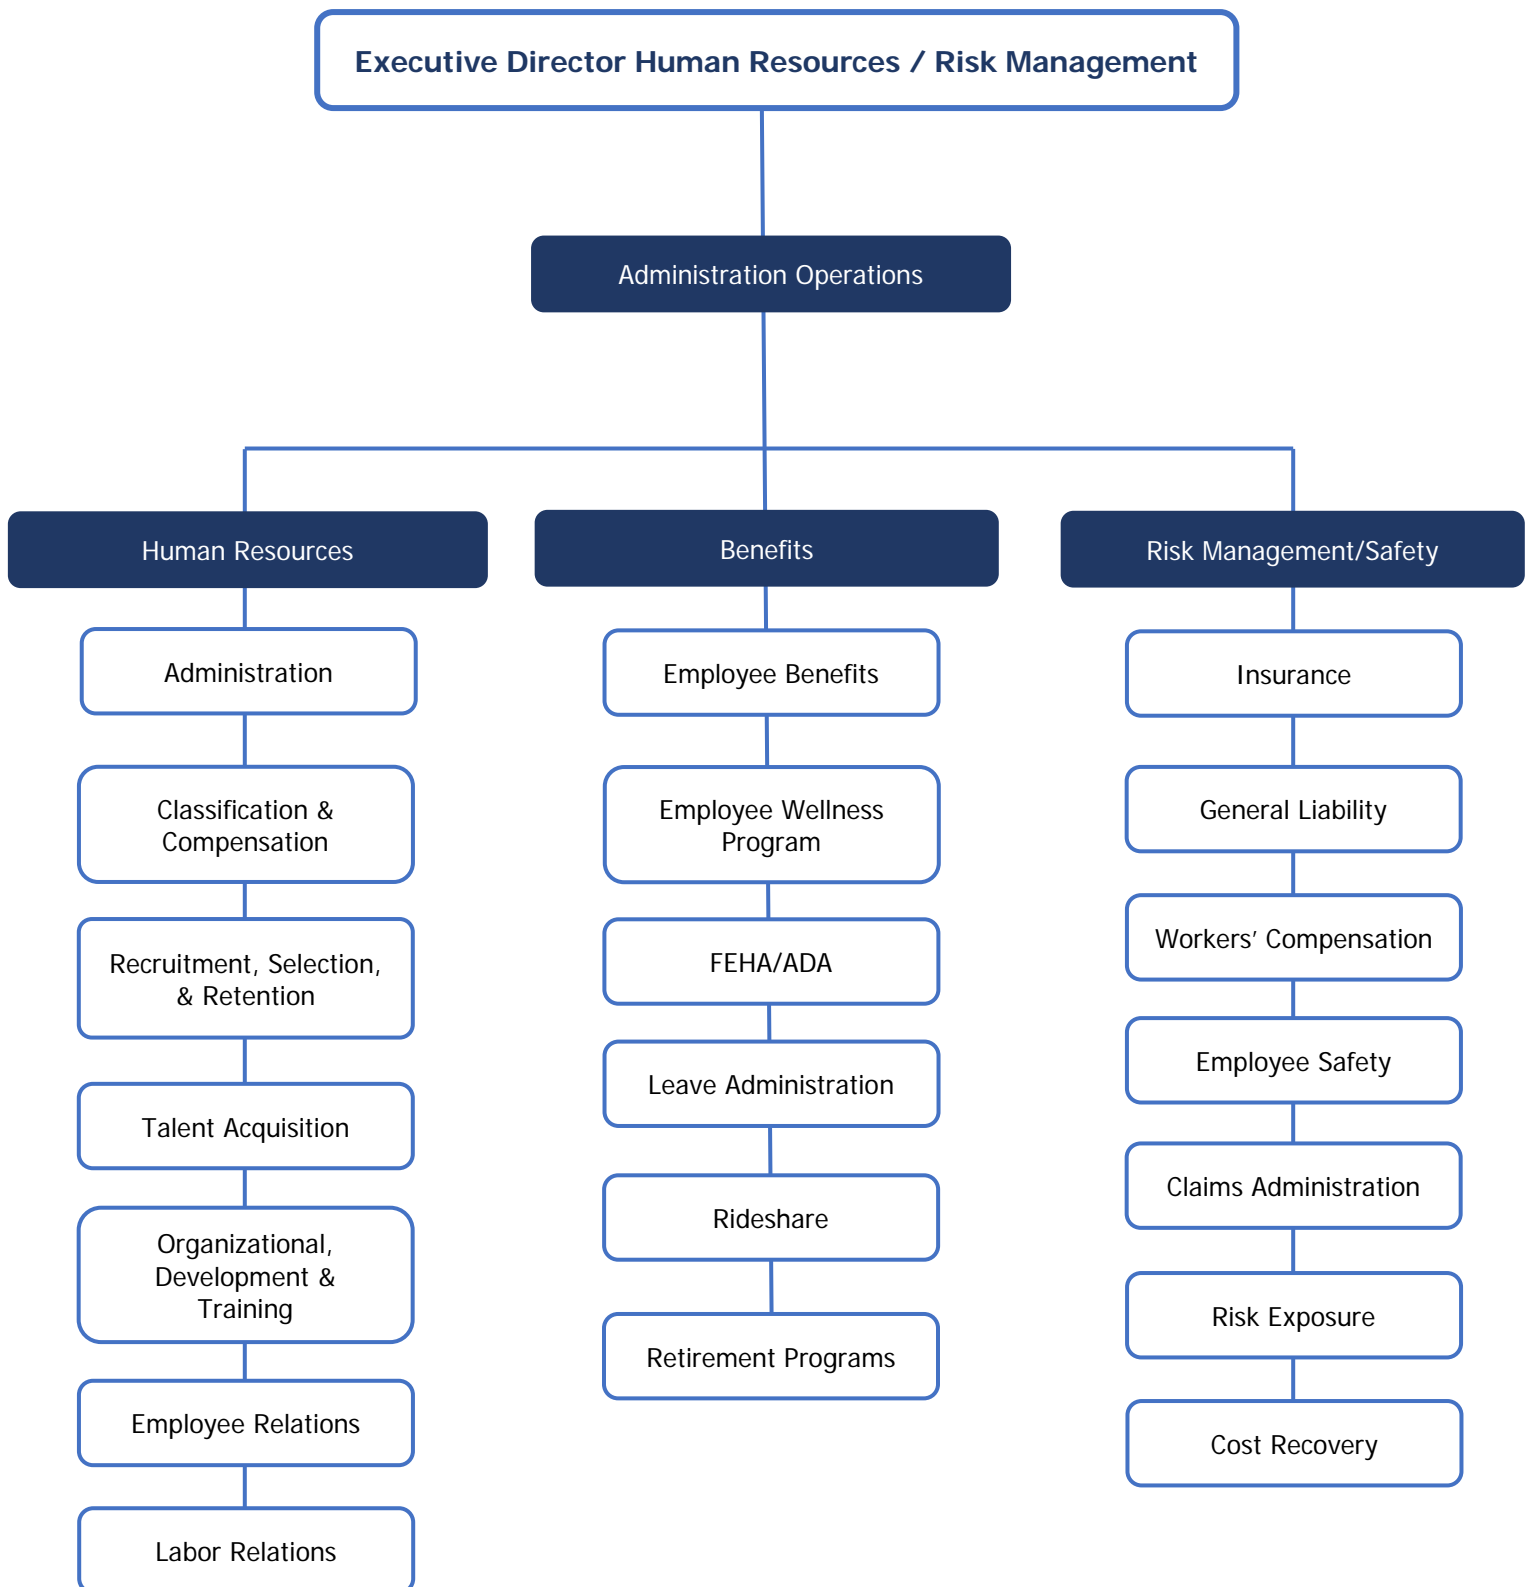 Executive Director Human Resources / Risk Management
Administration Operations
Human Resources
Benefits
Risk Management/Safety
Administration
Classification &
Compensation
Recruitment, Selection,
& Retention
Talent Acquisition
Organizational,
Development &
Training
Employee Relations
Labor Relations
Employee Benefits
Employee Wellness
Program
FEHA/ADA
Leave Administration
Rideshare
Retirement Programs
Insurance
General Liability
Workers’ Compensation
Employee Safety
Claims Administration
Risk Exposure
Cost Recovery